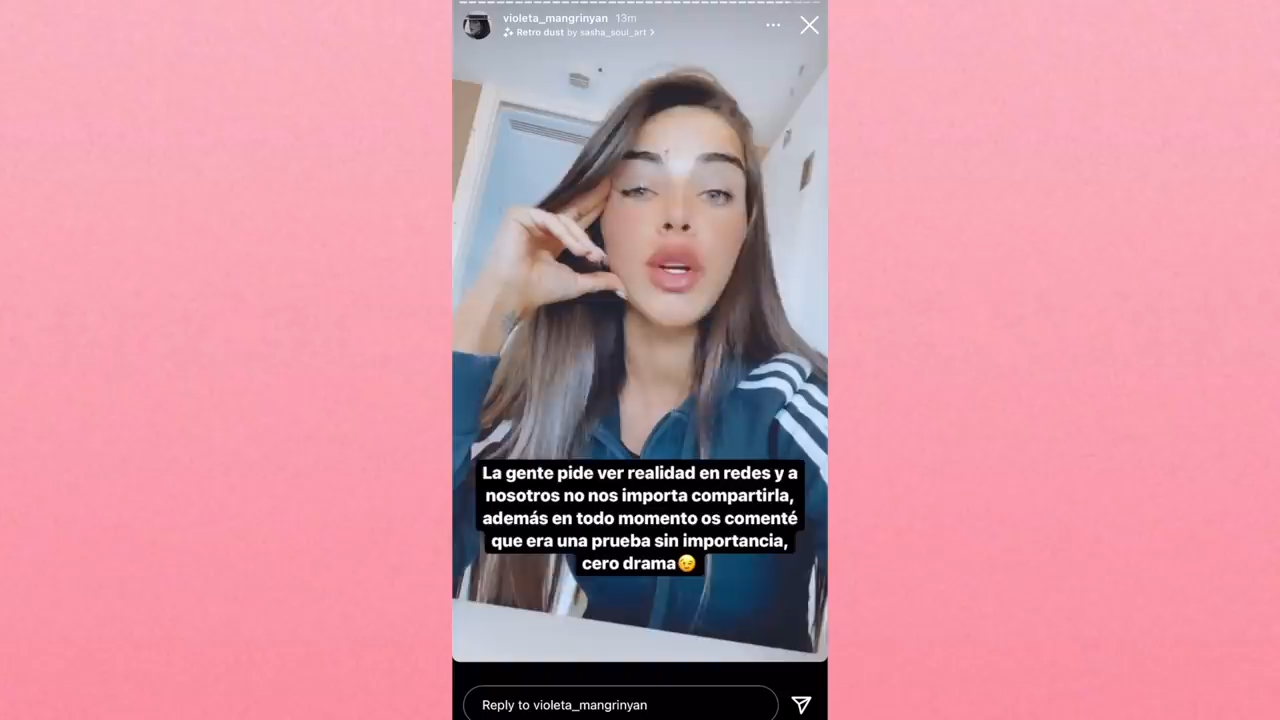 violeta_mangrinyan 13m
Retro dust by sasha_soul_art >
La gente pide ver realidad en redes y a
nosotros no nos importa compartirla,
además en todo momento os comenté
que era una prueba sin importancia,
cero drama😉
Reply to violeta_mangrinyan